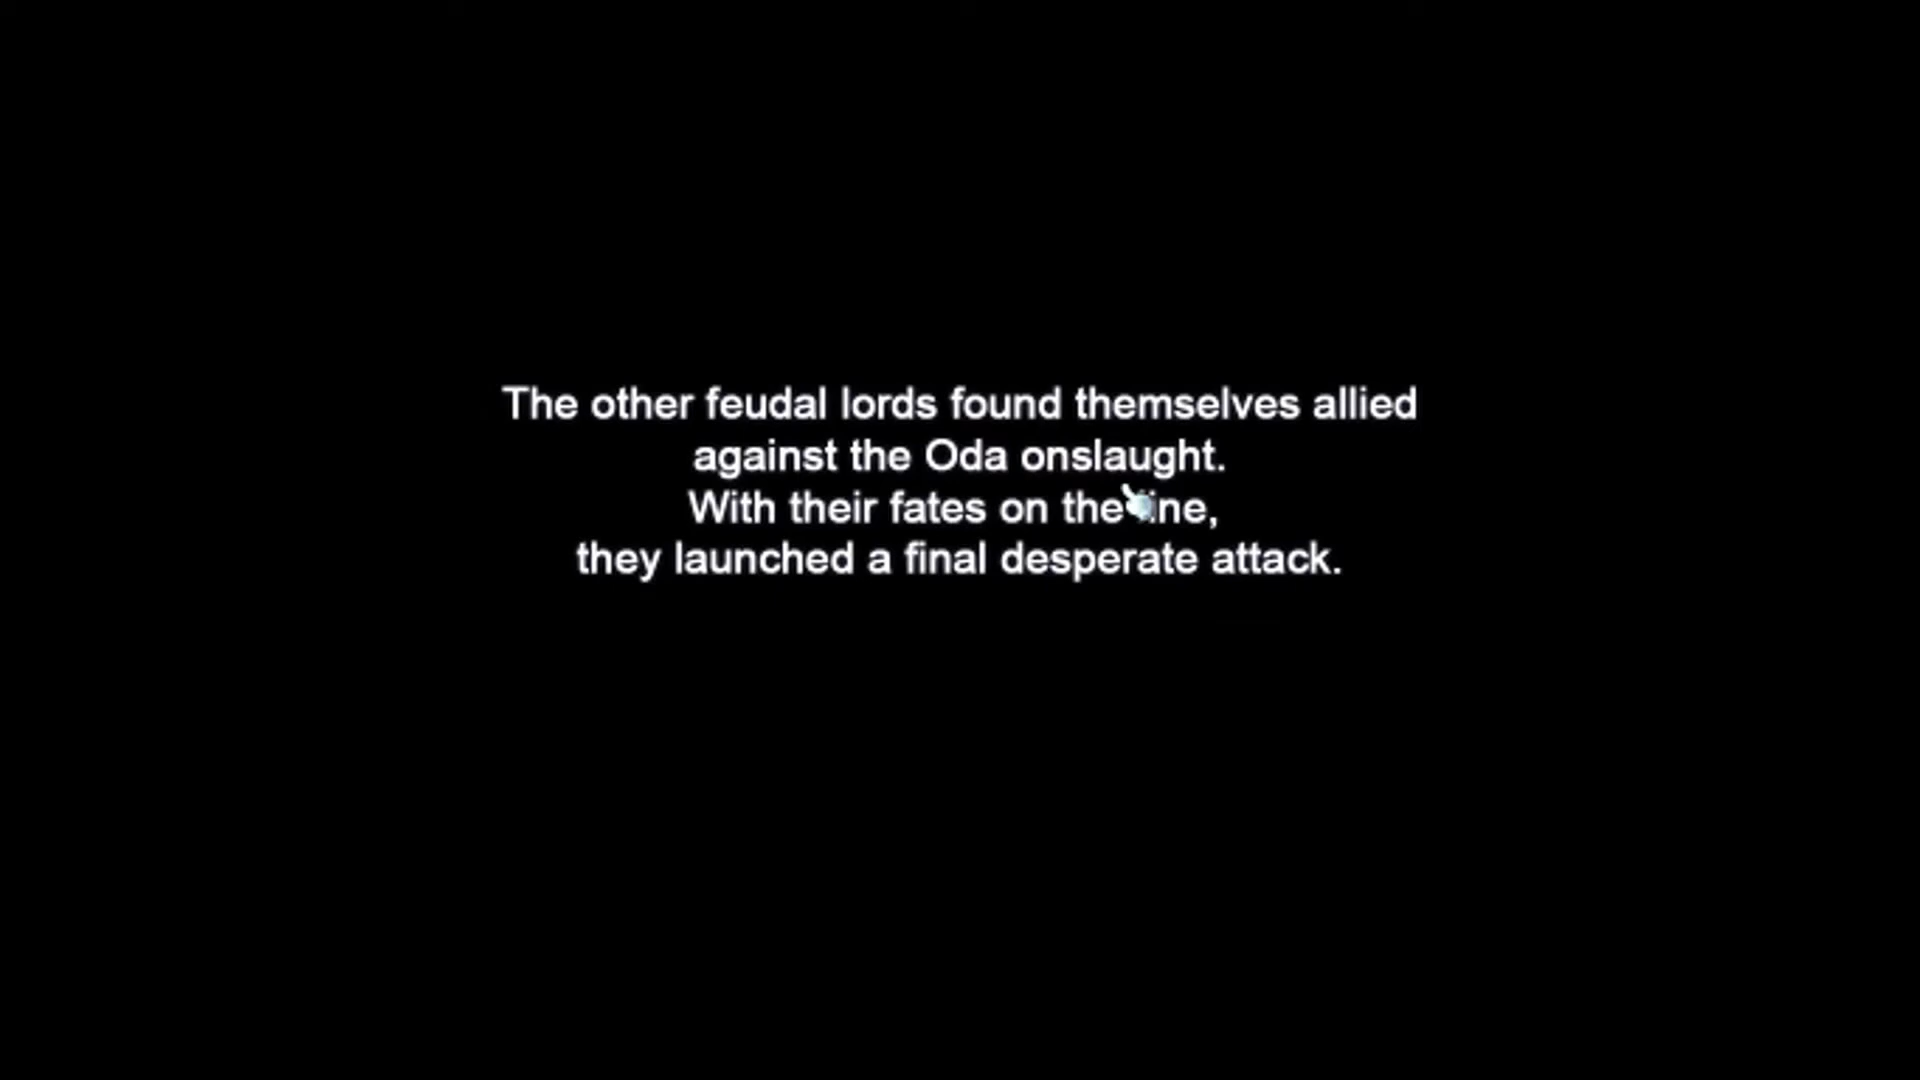 The other feudal lords found themselves allied
against the Oda onslaught.
With their fates on the line,
they launched a final desperate attack.